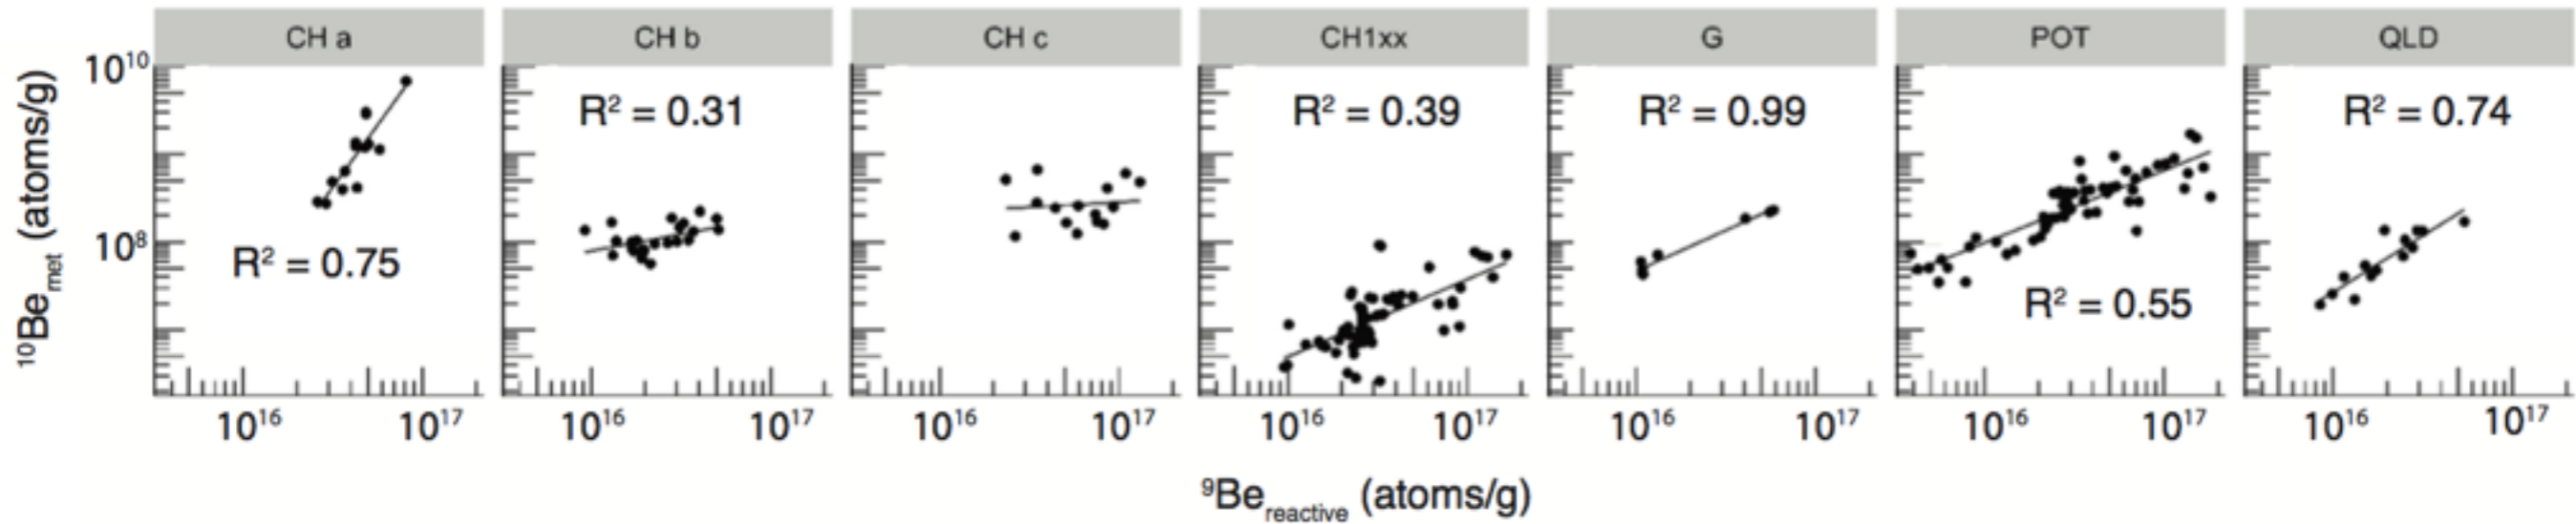 CH a CH b CH c CH1xx G POT QLD
10¹⁰
R² = 0.31 R² = 0.39 R² = 0.99 R² = 0.74
¹⁰Be_met (atoms/g)
10⁸
R² = 0.75 R² = 0.55
10¹⁶ 10¹⁷ 10¹⁶ 10¹⁷ 10¹⁶ 10¹⁷ 10¹⁶ 10¹⁷ 10¹⁶ 10¹⁷ 10¹⁶ 10¹⁷ 10¹⁶ 10¹⁷
⁹Be_reactive (atoms/g)